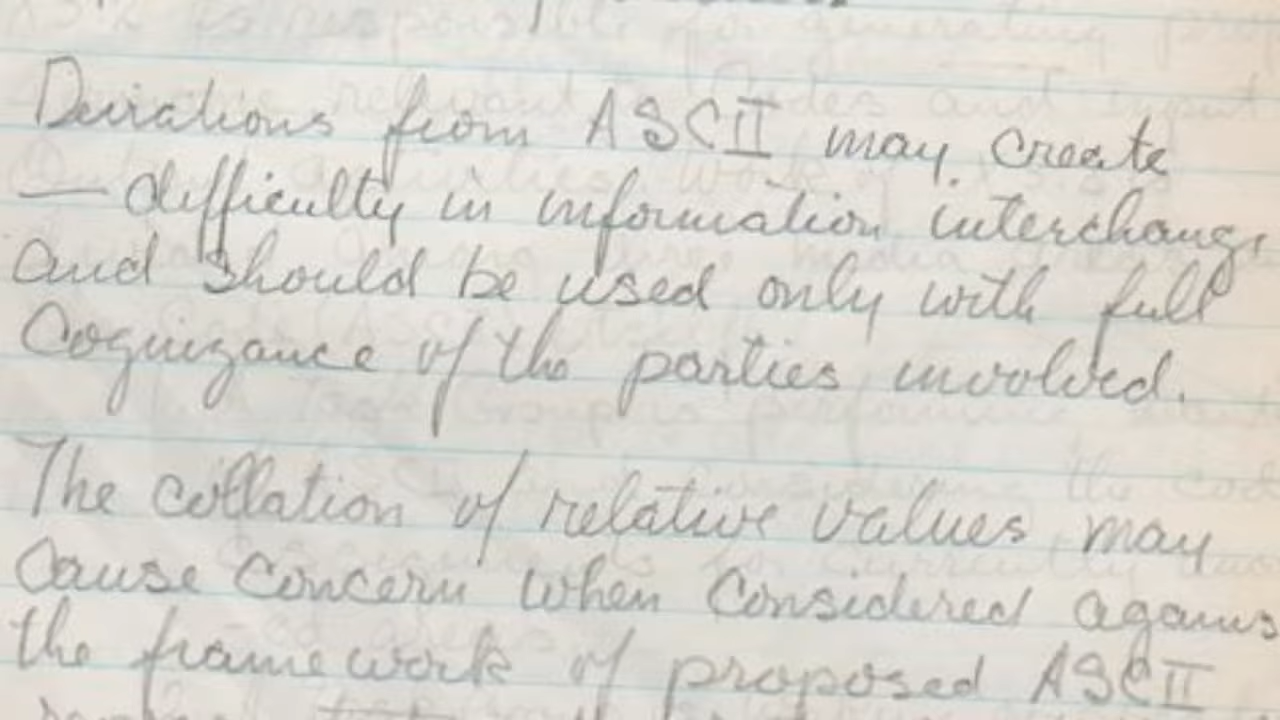 Deviations from ASCII may create
— difficulty in information interchange
and should be used only with full
Cognizance of the parties involved.
The collation of relative values may
cause concern when considered agains
the framework of proposed ASCII